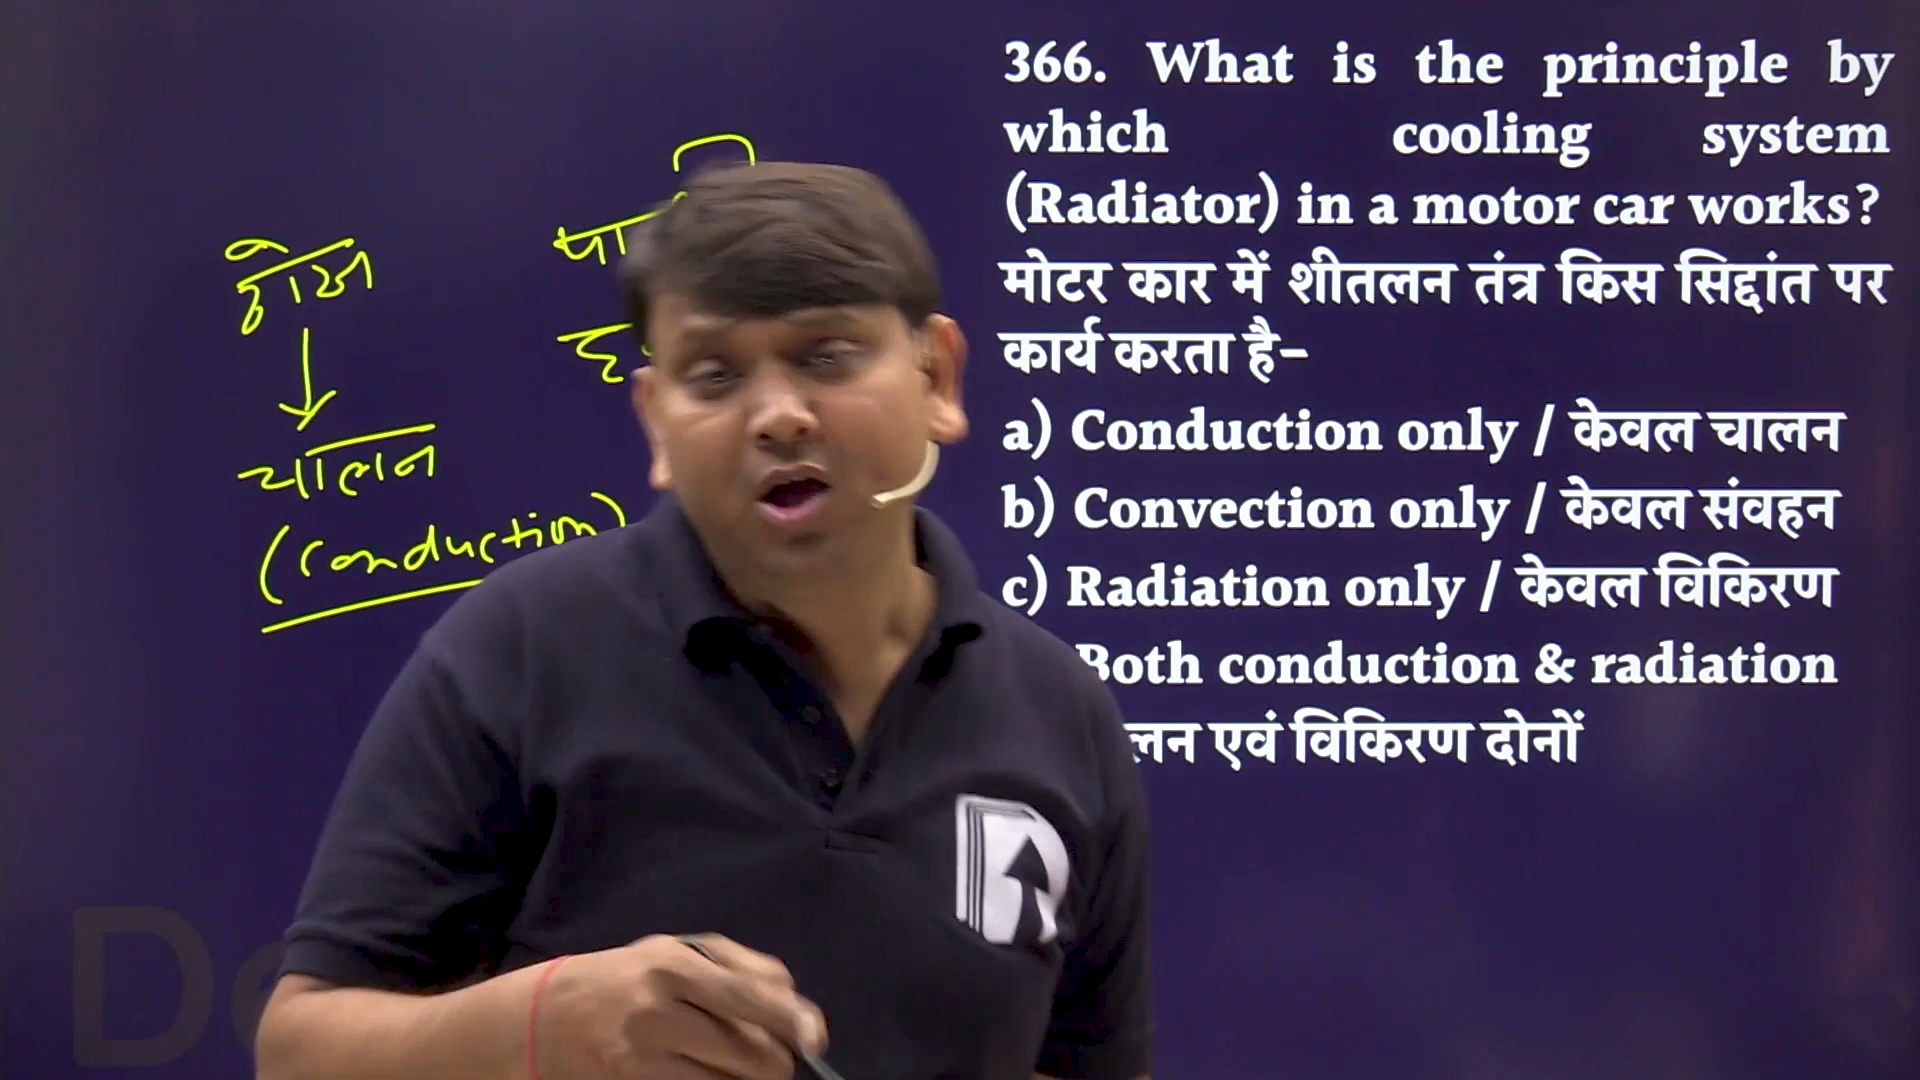 366. What is the principle by
which cooling system
(Radiator) in a motor car works?
मोटर कार में शीतलन तंत्र किस सिद्दांत पर
कार्य करता है–
a) Conduction only / केवल चालन
b) Convection only / केवल संवहन
c) Radiation only / केवल विकिरण
Both conduction & radiation
एवं विकिरण दोनों
ठोस
चालन
(conduction)